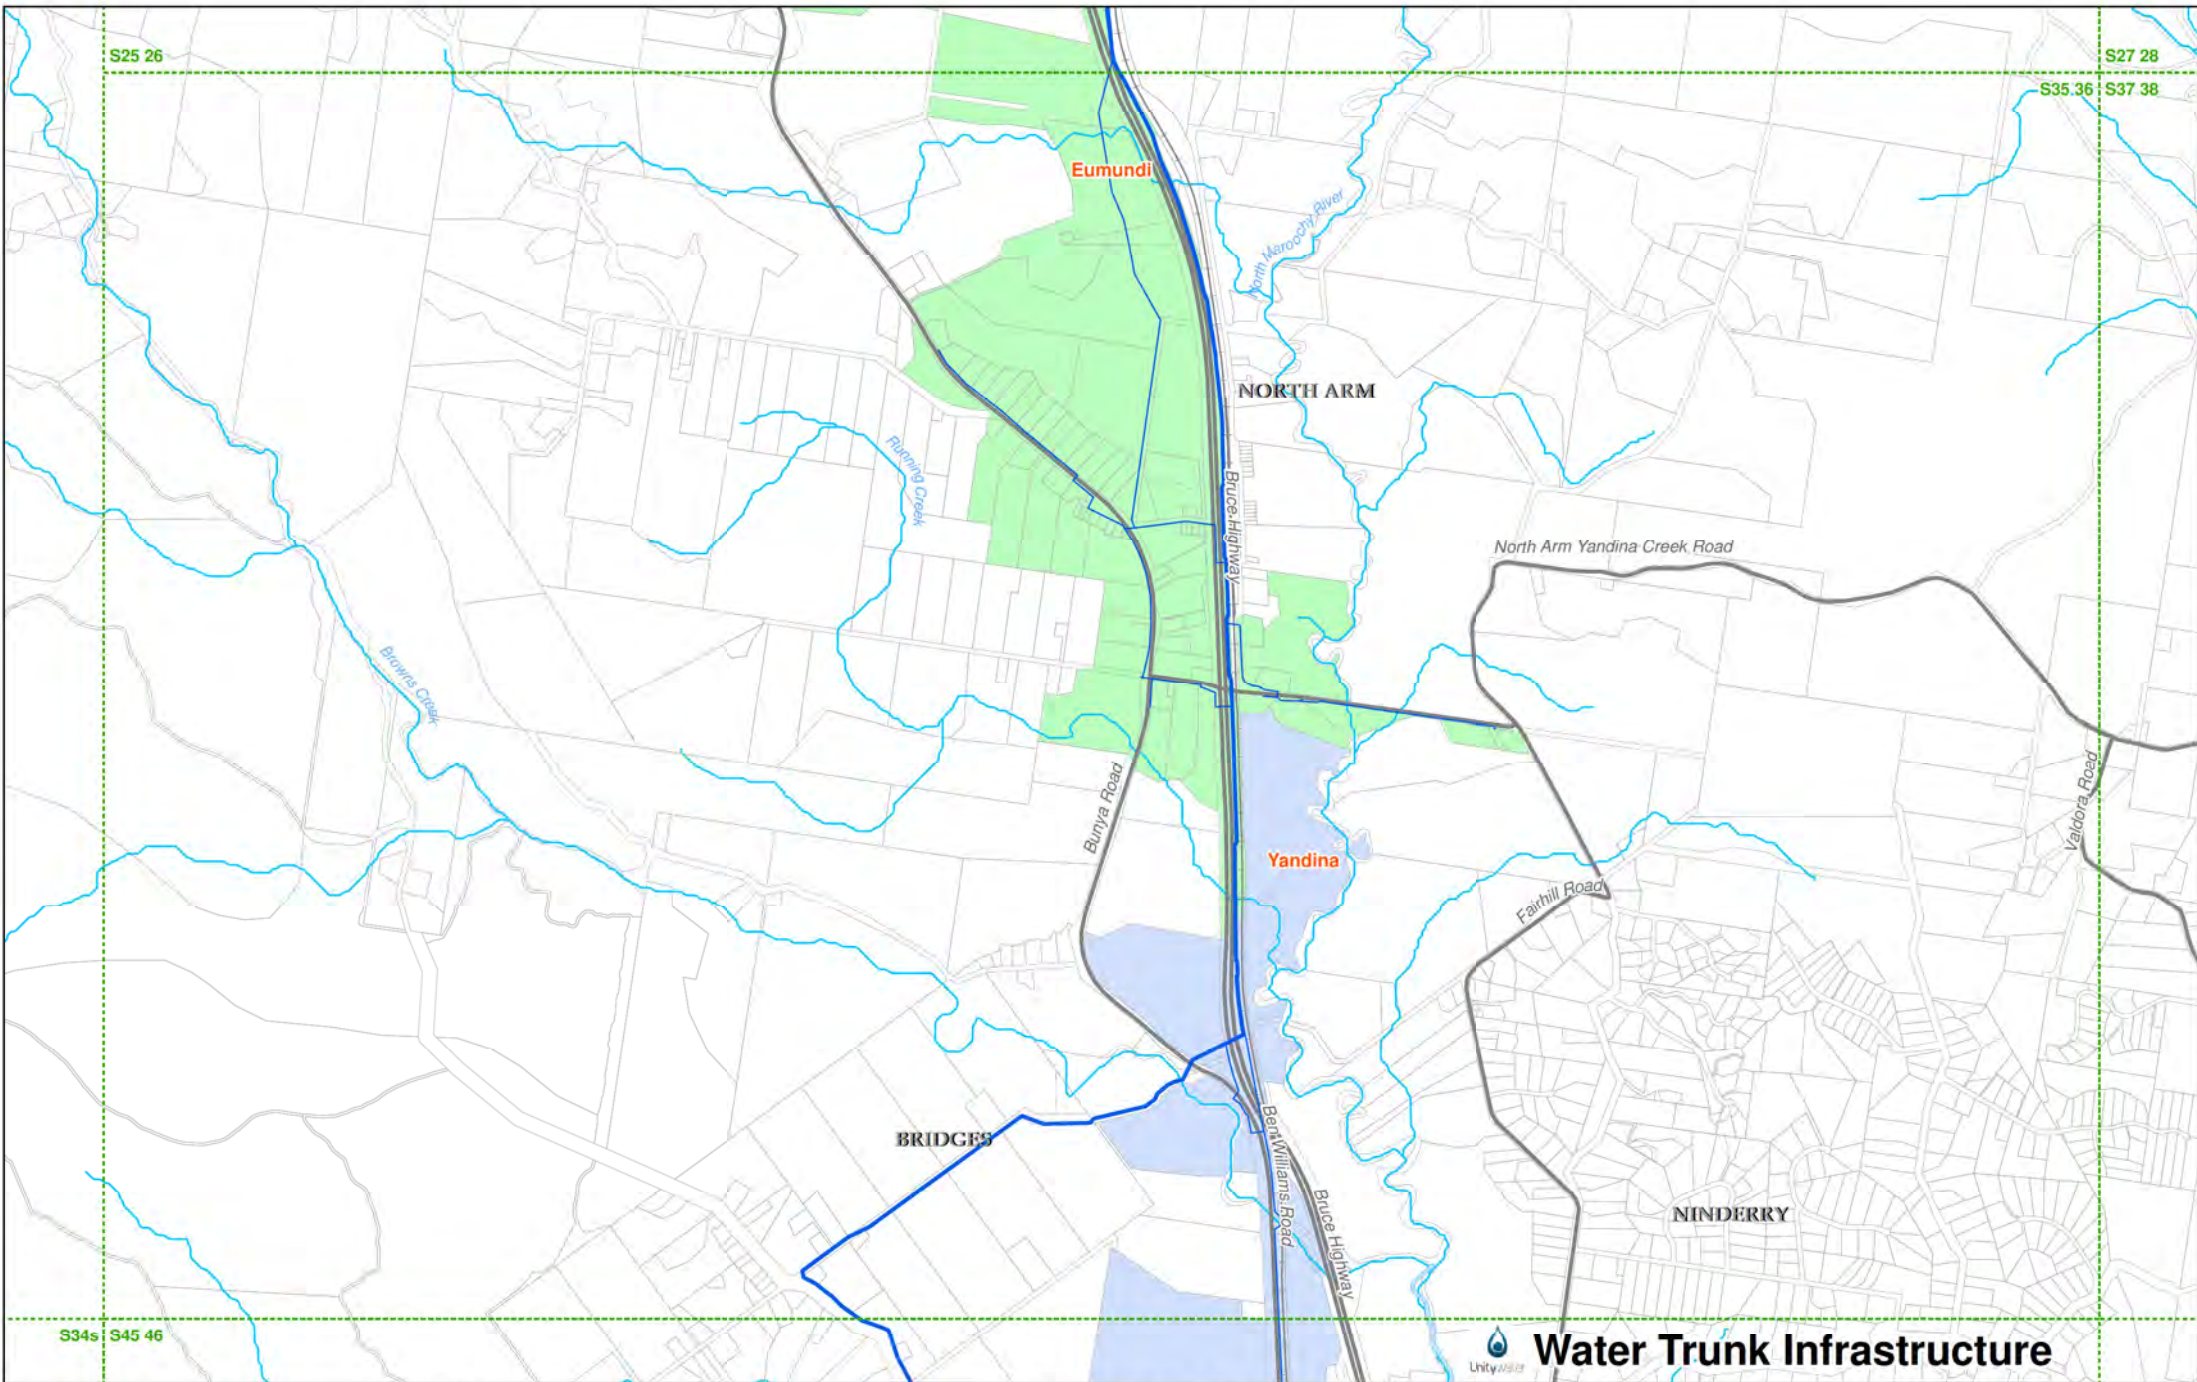 S25 26
S27 28
S35 36
S37 38
Eumundi
North Maroochy River
NORTH ARM
Running Creek
Bruce Highway
North Arm Yandina Creek Road
Browns Creek
Bunya Road
Valdora Road
Yandina
Fairhill Road
BRIDGES
Ben Williams Road
Bruce Highway
NINDERRY
S34s
S45 46
Unitywater
Water Trunk Infrastructure